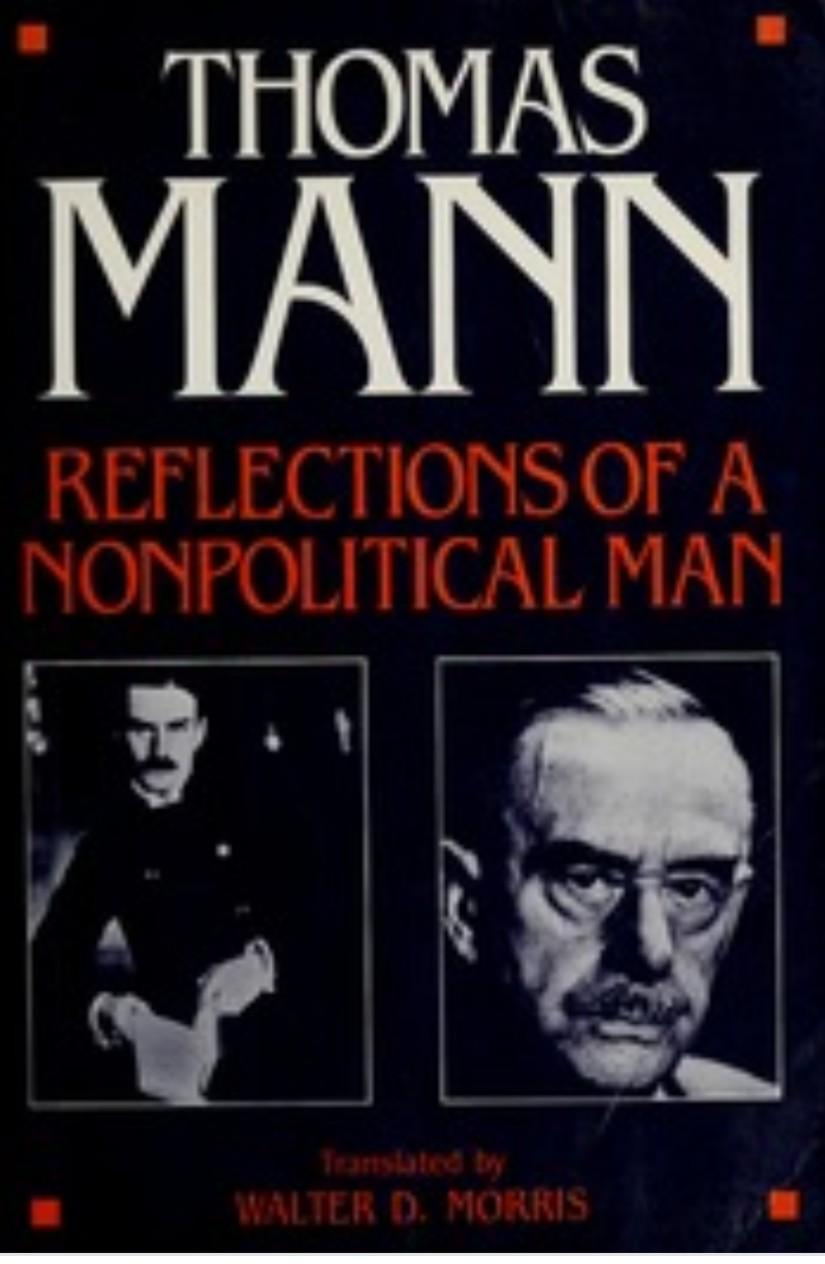 THOMAS
MANN
REFLECTIONS OF A
NONPOLITICAL MAN
Translated by
WALTER D. MORRIS